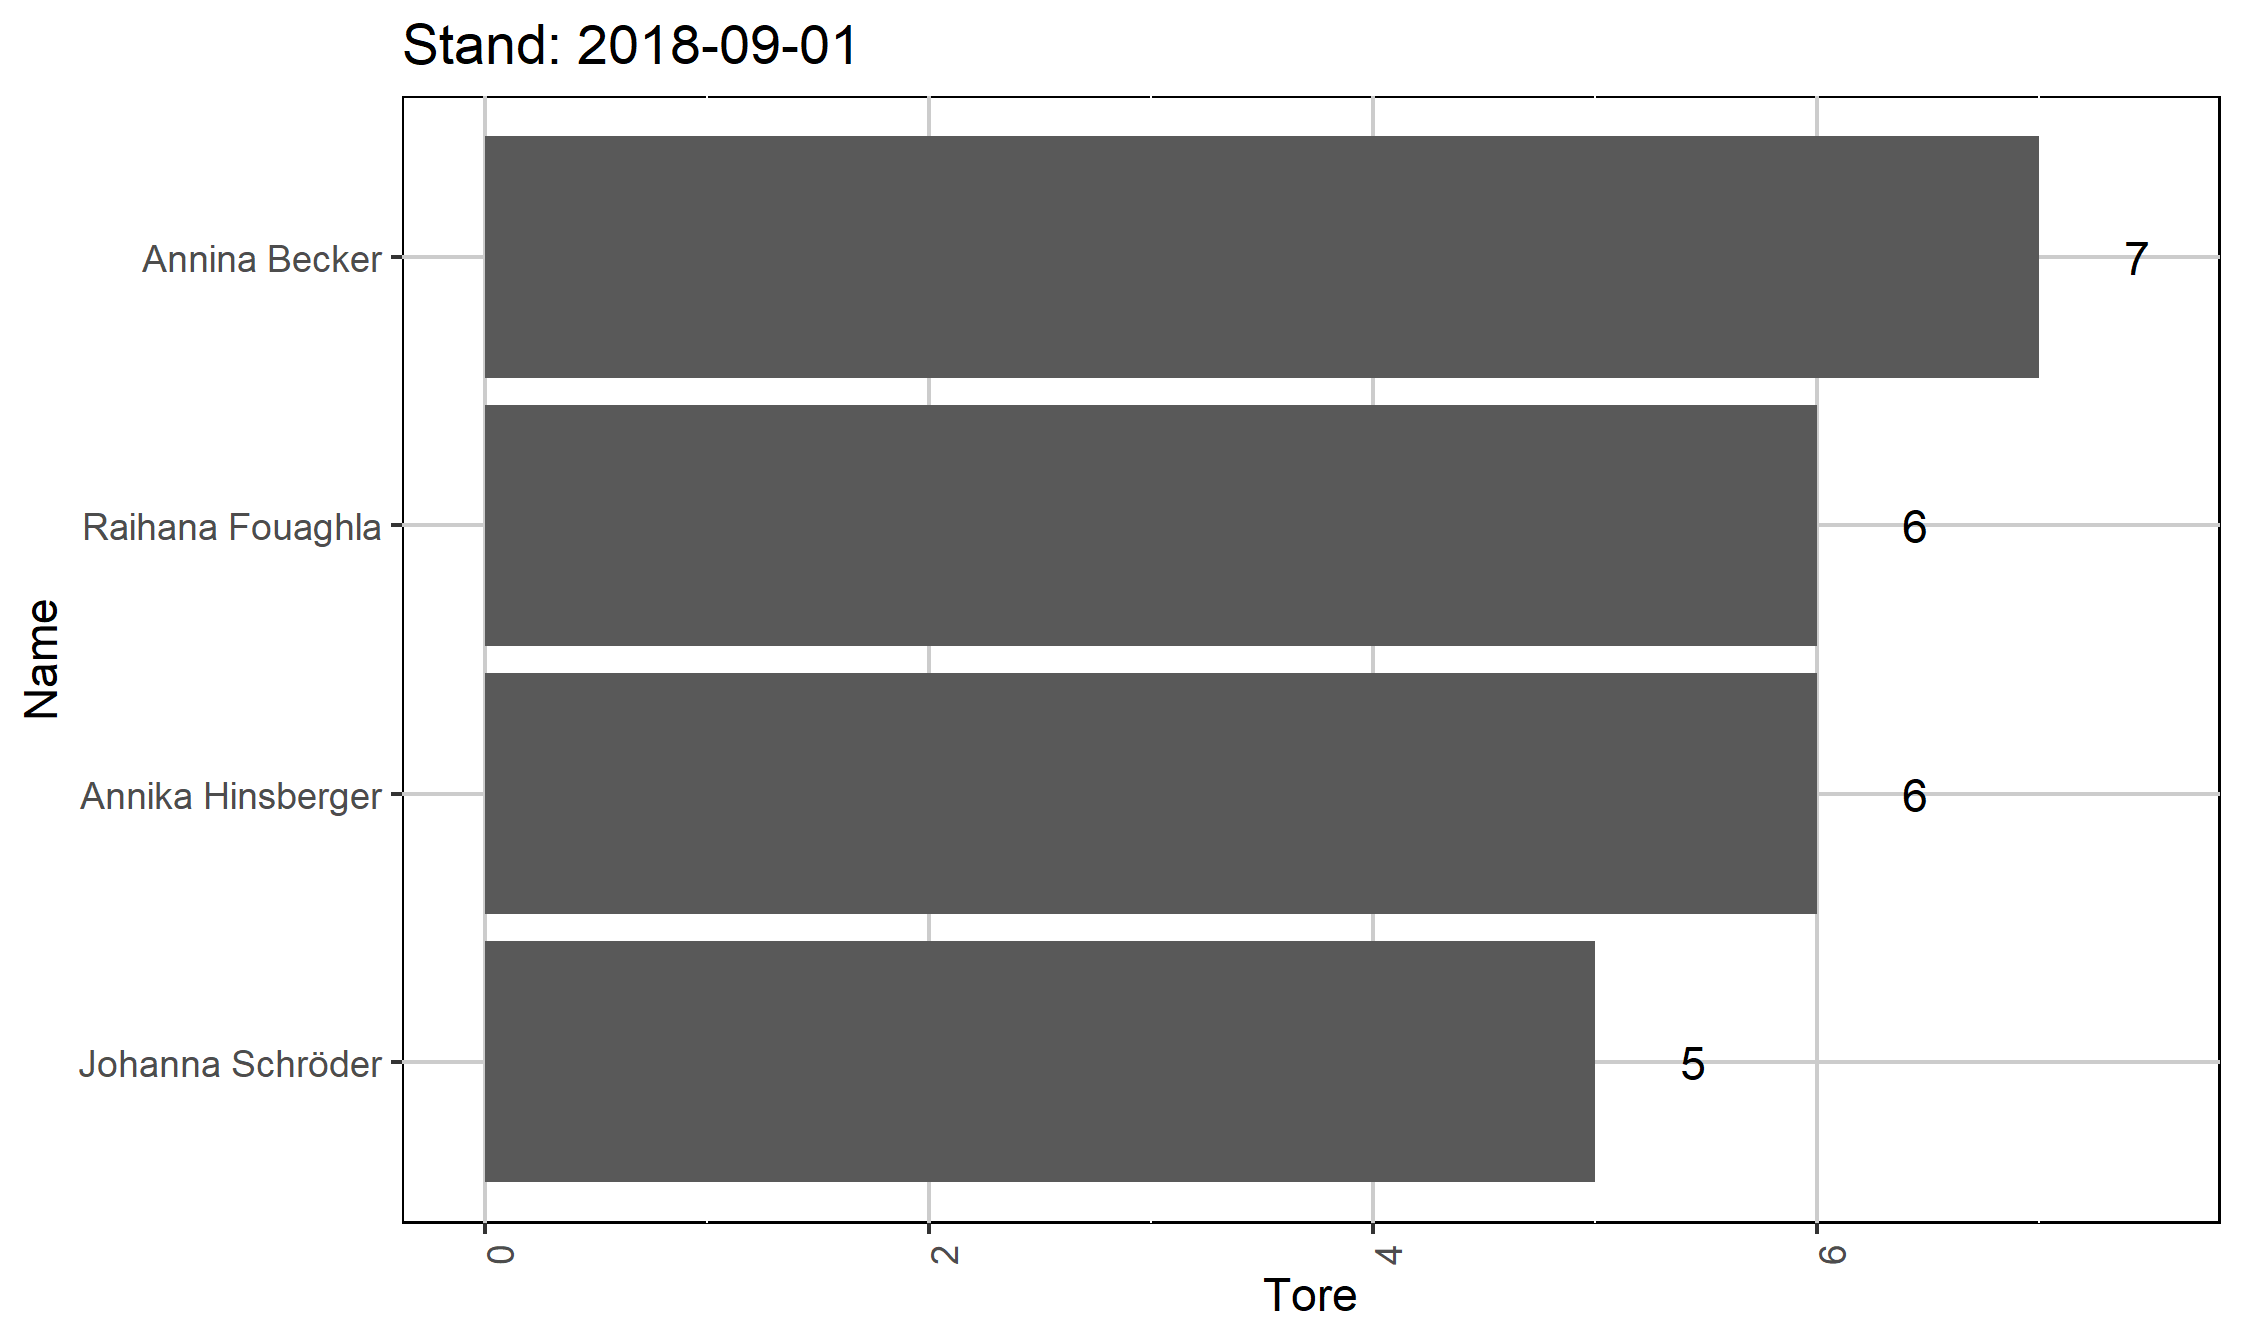 Stand: 2018-09-01
Annina Becker
7
Raihana Fouaghla
6
Annika Hinsberger
6
Johanna Schröder
5
Name
0
2
4
6
Tore